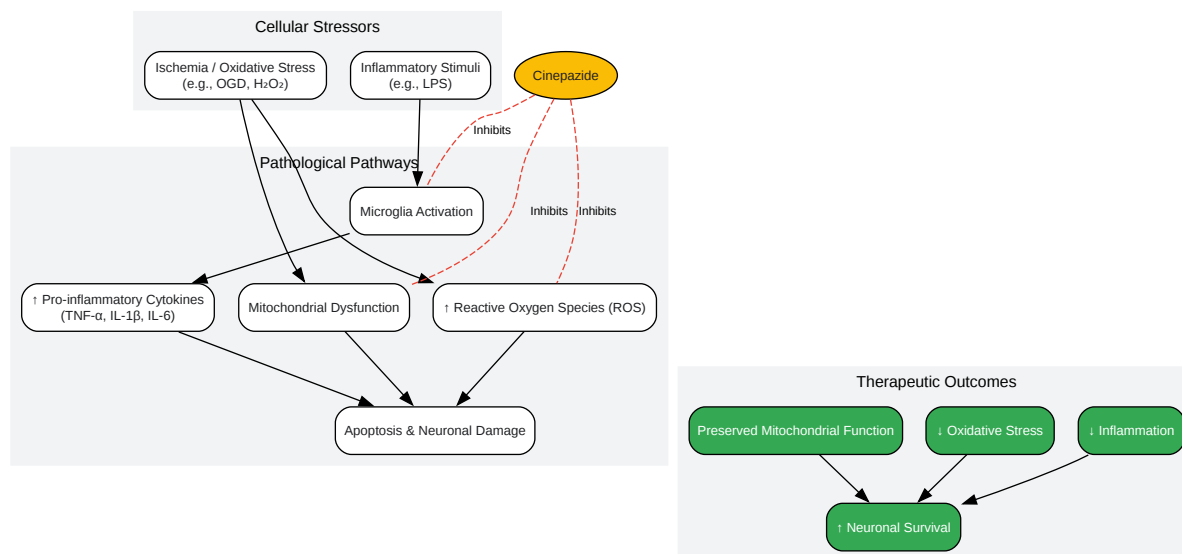 Cellular Stressors
Ischemia / Oxidative Stress
(e.g., OGD, H₂O₂)
Inflammatory Stimuli
(e.g., LPS)
Cinepazide
Inhibits
Pathological Pathways
Microglia Activation
Inhibits
Inhibits
↑ Pro-inflammatory Cytokines
(TNF-α, IL-1β, IL-6)
Mitochondrial Dysfunction
↑ Reactive Oxygen Species (ROS)
Apoptosis & Neuronal Damage
Therapeutic Outcomes
Preserved Mitochondrial Function
↓ Oxidative Stress
↓ Inflammation
↑ Neuronal Survival